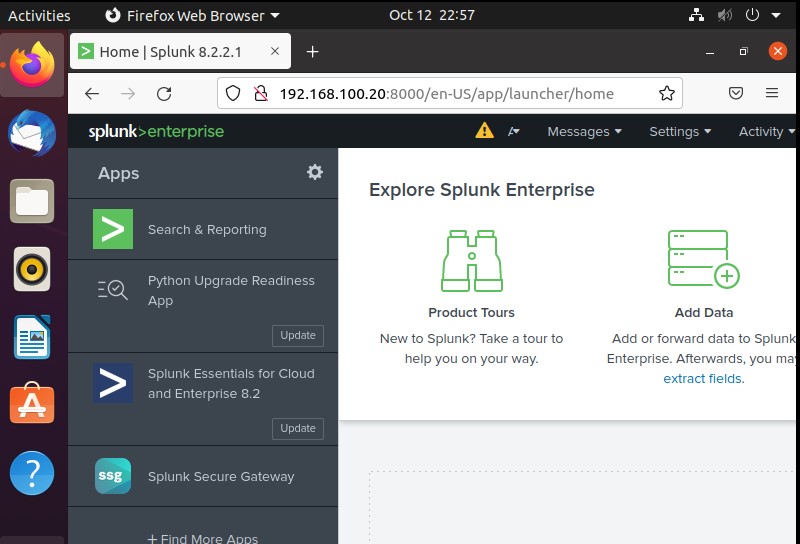 Activities Firefox Web Browser Oct 12 22:57
Home | Splunk 8.2.2.1
192.168.100.20:8000/en-US/app/launcher/home
splunk>enterprise Messages Settings Activity
Apps
Search & Reporting
Python Upgrade Readiness
App
Update
Splunk Essentials for Cloud
and Enterprise 8.2
Update
ssg Splunk Secure Gateway
+ Find More Apps
Explore Splunk Enterprise
Product Tours
New to Splunk? Take a tour to
help you on your way.
Add Data
Add or forward data to Splunk
Enterprise. Afterwards, you may
extract fields.